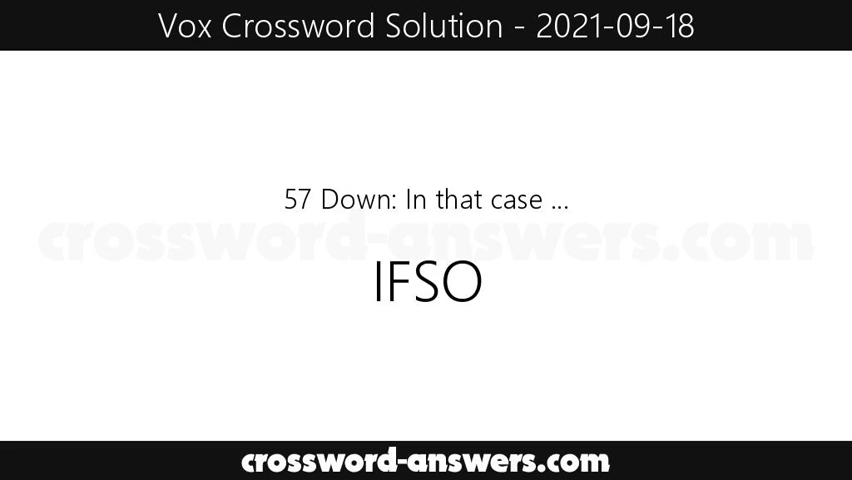 Vox Crossword Solution - 2021-09-18
57 Down: In that case ...
crossword-answers.com
IFSO
crossword-answers.com